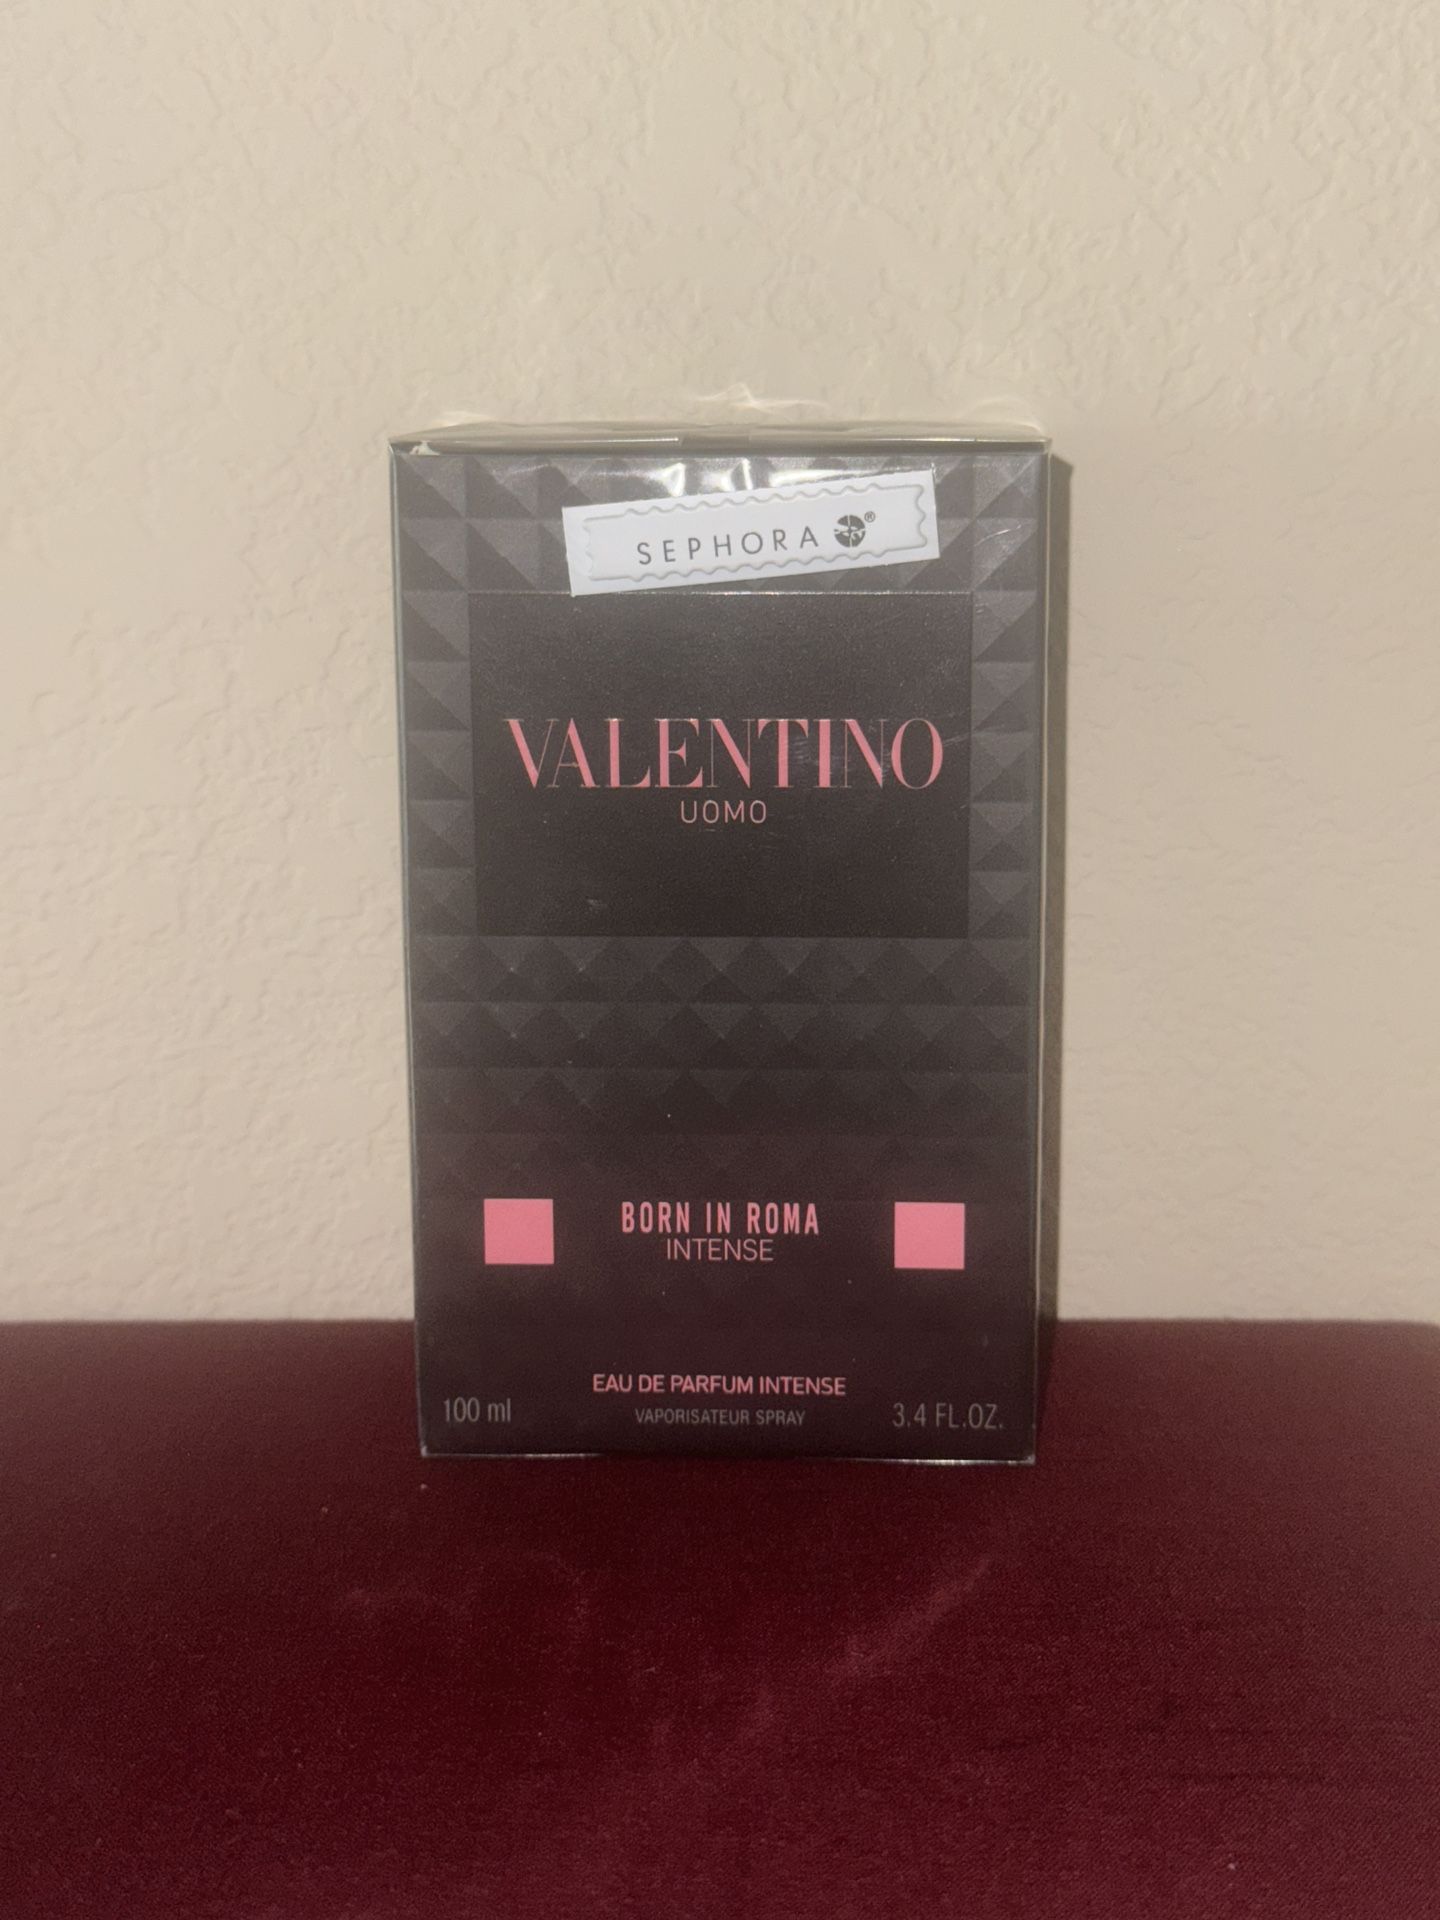 SEPHORA ®
VALENTINO
UOMO
BORN IN ROMA
INTENSE
EAU DE PARFUM INTENSE
100 ml VAPORISATEUR SPRAY 3.4 FL.OZ.